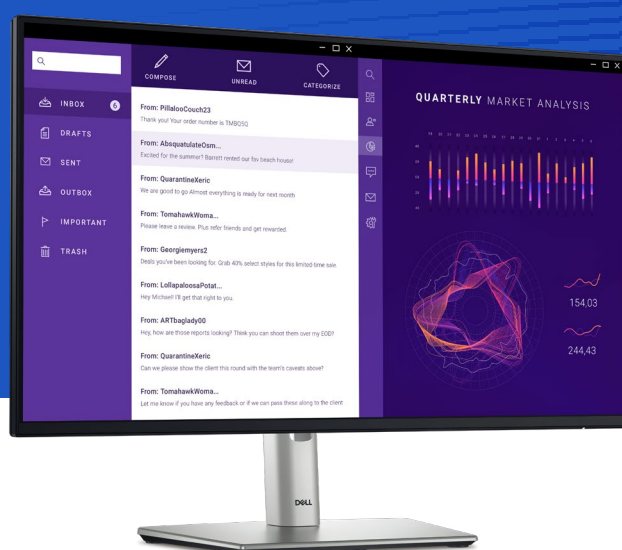 COMPOSE
UNREAD
CATEGORIZE
INBOX 6
DRAFTS
SENT
OUTBOX
IMPORTANT
TRASH
From: PillalooCouch23
Thank you! Your order number is TMBQ5Q
From: AbsquatulateOsm...
Excited for the summer? Barrett rented our fav beach house!
From: QuarantineXeric
We are good to go Almost everything is ready for next month
From: TomahawkWoma...
Please leave a review. Plus refer friends and get rewarded
From: Georgiemyers2
Deals you've been looking for. Grab 40% select styles for this limited time sale.
From: LollapaloosaPotat...
Hey Michael! I'll get that right to you.
From: ARTbaglady00
Hey, how are those reports looking? Think you can shoot them over my EOD?
From: QuarantineXeric
Can we please show the client this round with the team's caveats above?
From: TomahawkWoma...
Let me know if you have any feedback or if we can pass these along to the client
QUARTERLY MARKET ANALYSIS
154,03
244,43
DELL